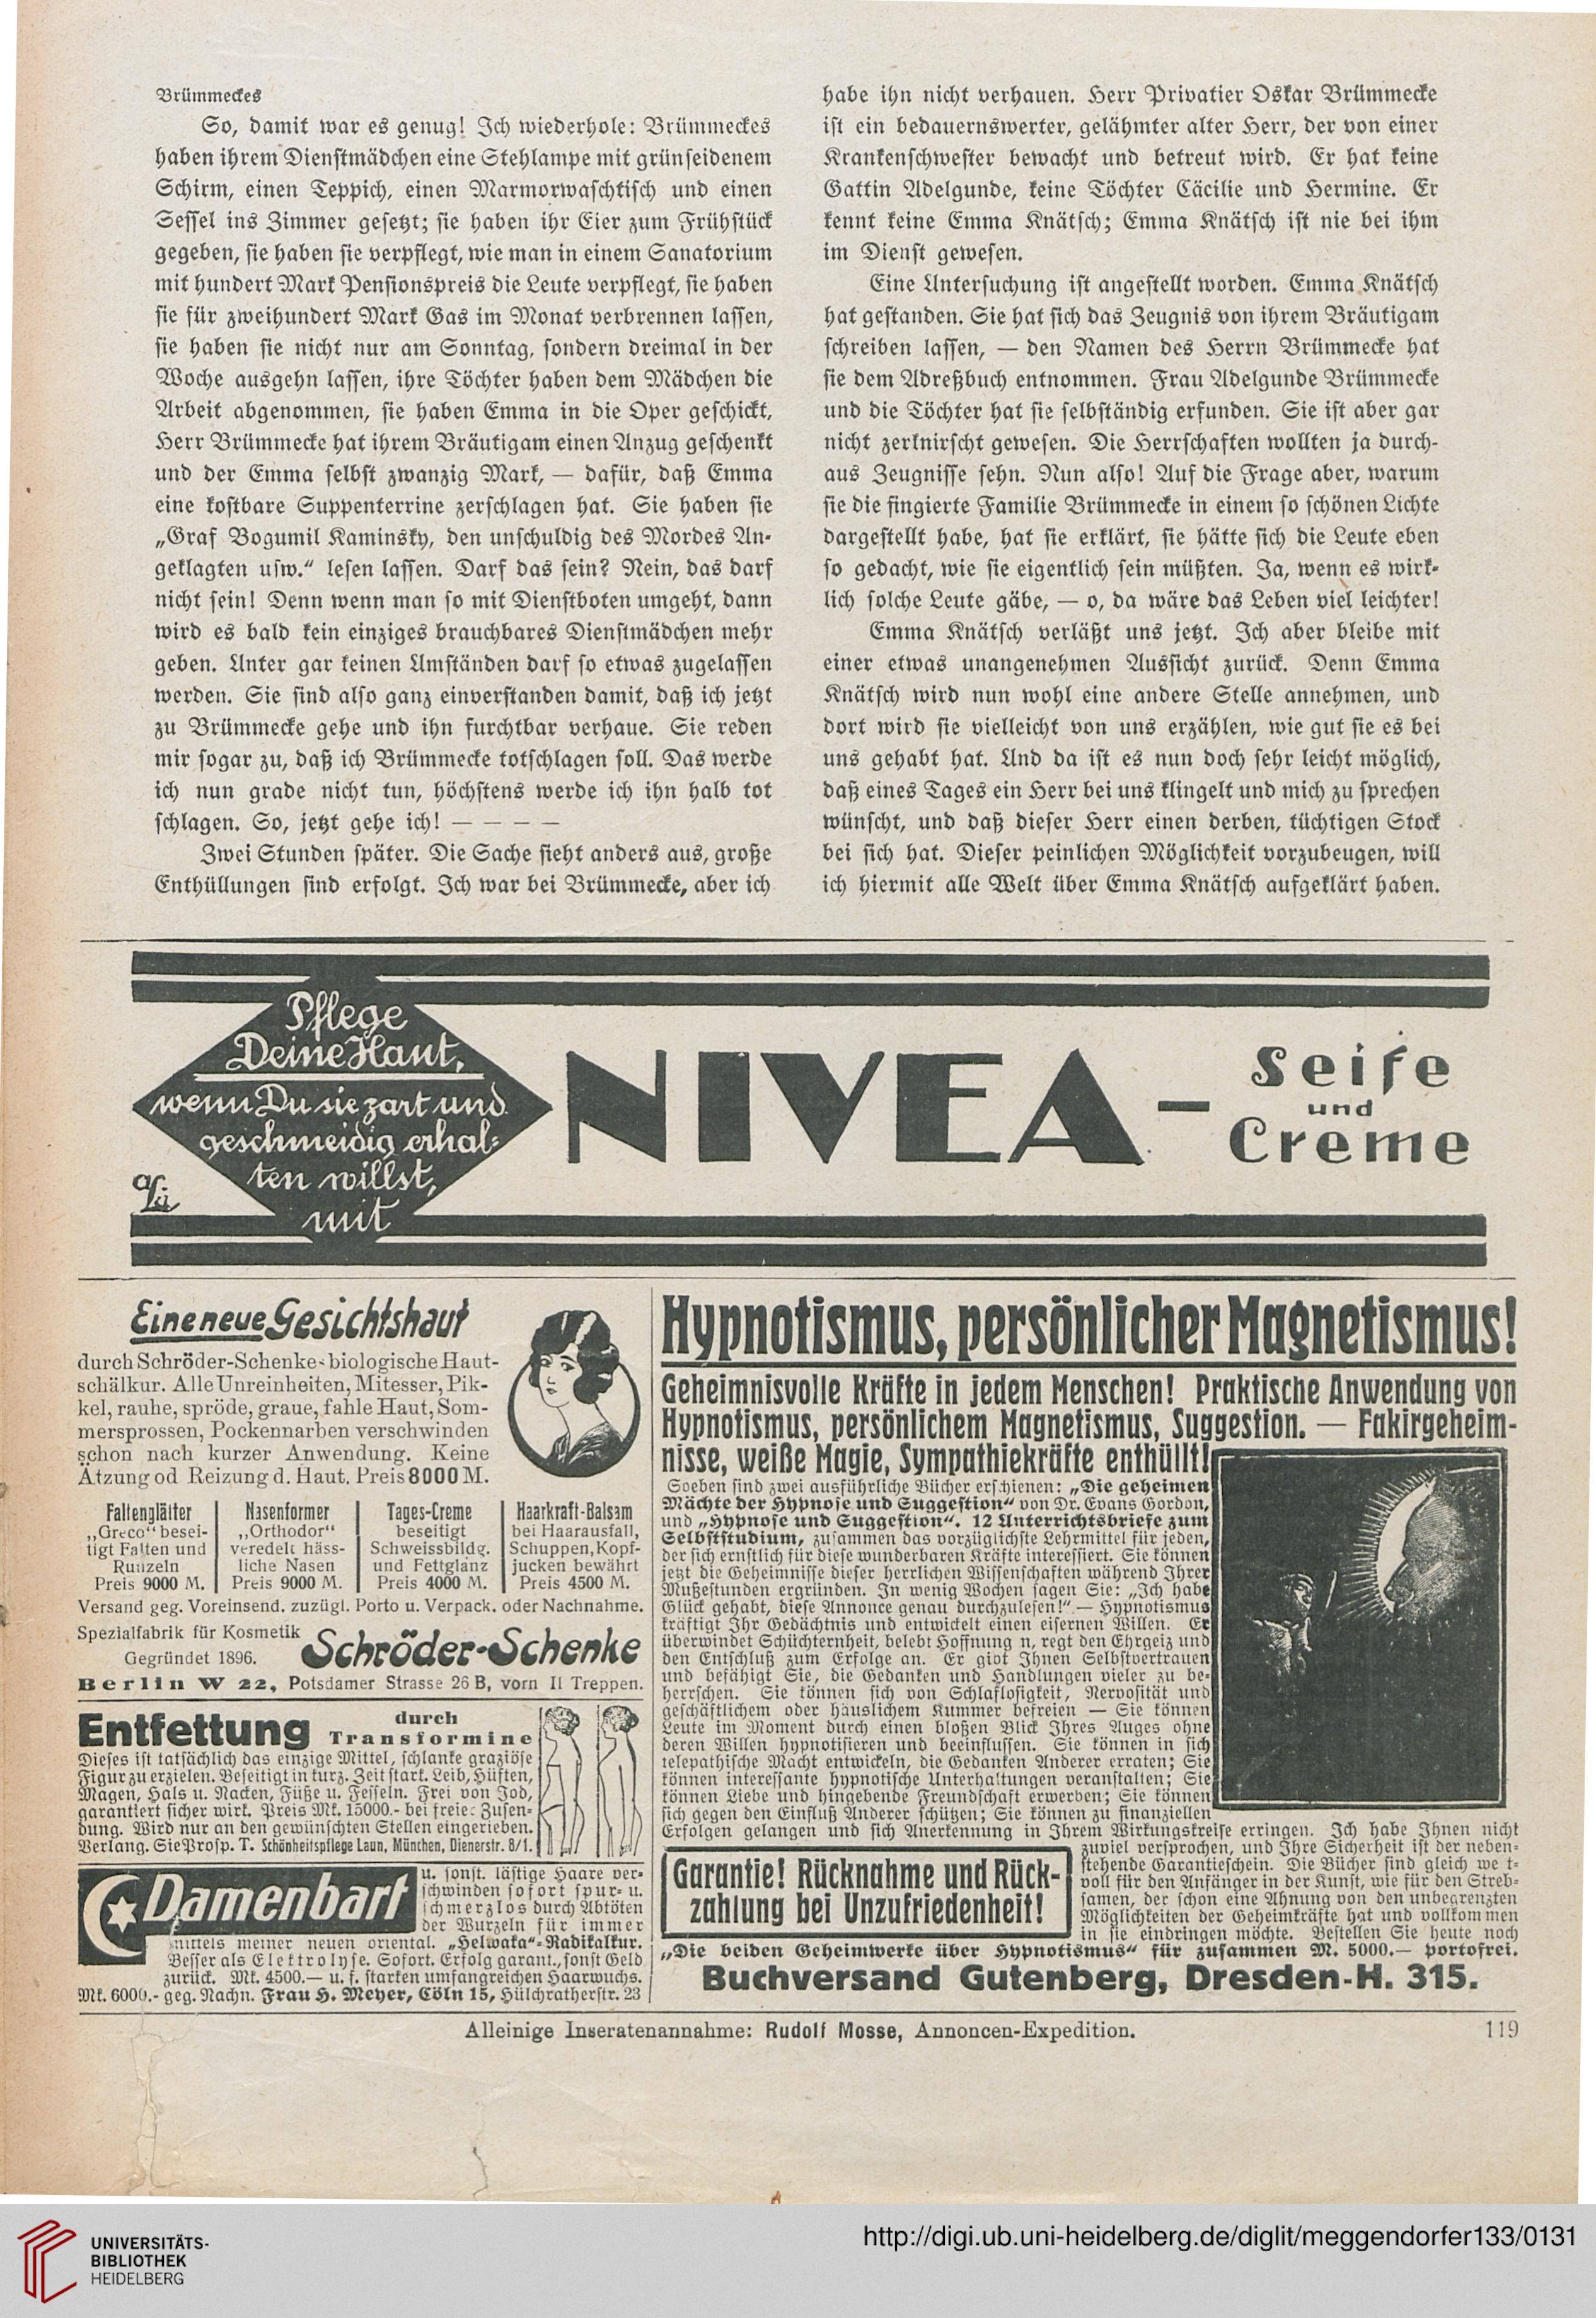 Brümmeckes
So, damit war es genug! Ich wiederhole: Brümmeckes
haben ihrem Dienstmädchen eine Stehlampe mit grünseidenem
Schirm, einen Teppich, einen Marmorwaschtisch und einen
Sessel ins Zimmer gesetzt; sie haben ihr Eier zum Frühstück
gegeben, sie haben sie verpflegt, wie man in einem Sanatorium
mit hundert Mark Pensionspreis die Leute verpflegt, sie haben
sie für zweihundert Mark Gas im Monat verbrennen lassen,
sie haben sie nicht nur am Sonntag, sondern dreimal in der
Woche ausgehn lassen, ihre Töchter haben dem Mädchen die
Arbeit abgenommen, sie haben Emma in die Oper geschickt,
Herr Brümmecke hat ihrem Bräutigam einen Anzug geschenkt
und der Emma selbst zwanzig Mark, — dafür, daß Emma
eine kostbare Suppenterrine zerschlagen hat. Sie haben sie
„Graf Bogumil Kaminsky, den unschuldig des Mordes An-
geklagten usw.“ lesen lassen. Darf das sein? Nein, das darf
nicht sein! Denn wenn man so mit Dienstboten umgeht, dann
wird es bald kein einziges brauchbares Dienstmädchen mehr
geben. Unter gar keinen Umständen darf so etwas zugelassen
werden. Sie sind also ganz einverstanden damit, daß ich jetzt
zu Brümmecke gehe und ihn furchtbar verhaue. Sie reden
mir sogar zu, daß ich Brümmecke totschlagen soll. Das werde
ich nun grade nicht tun, höchstens werde ich ihn halb tot
schlagen. So, jetzt gehe ich! — — — —
Zwei Stunden später. Die Sache sieht anders aus, große
Enthüllungen sind erfolgt. Ich war bei Brümmecke, aber ich
habe ihn nicht verhauen. Herr Privatier Oskar Brümmecke
ist ein bedauernswerter, gelähmter alter Herr, der von einer
Krankenschwester bewacht und betreut wird. Er hat keine
Gattin Adelgunde, keine Töchter Cäcilie und Hermine. Er
kennt keine Emma Knätsch; Emma Knätsch ist nie bei ihm
im Dienst gewesen.
Eine Untersuchung ist angestellt worden. Emma Knätsch
hat gestanden. Sie hat sich das Zeugnis von ihrem Bräutigam
schreiben lassen, — den Namen des Herrn Brümmecke hat
sie dem Adreßbuch entnommen. Frau Adelgunde Brümmecke
und die Töchter hat sie selbständig erfunden. Sie ist aber gar
nicht zerknirscht gewesen. Die Herrschaften wollten ja durch-
aus Zeugnisse sehn. Nun also! Auf die Frage aber, warum
sie die fingierte Familie Brümmecke in einem so schönen Lichte
dargestellt habe, hat sie erklärt, sie hätte sich die Leute eben
so gedacht, wie sie eigentlich sein müßten. Ja, wenn es wirk-
lich solche Leute gäbe, — o, da wäre das Leben viel leichter!
Emma Knätsch verläßt uns jetzt. Ich aber bleibe mit
einer etwas unangenehmen Aussicht zurück. Denn Emma
Knätsch wird nun wohl eine andere Stelle annehmen, und
dort wird sie vielleicht von uns erzählen, wie gut sie es bei
uns gehabt hat. Und da ist es nun doch sehr leicht möglich,
daß eines Tages ein Herr bei uns klingelt und mich zu sprechen
wünscht, und daß dieser Herr einen derben, tüchtigen Stock
bei sich hat. Dieser peinlichen Möglichkeit vorzubeugen, will
ich hiermit alle Welt über Emma Knätsch aufgeklärt haben.
Pflege
Deine Haut,
wenn Du sie zart und
geschmeidig erhal-
ten willst,
mit
NIVEA-
Seife
und
Creme
Eine neue Gesichtshaut
durch Schröder-Schenke-biologische Haut-
schälkur. Alle Unreinheiten, Mitesser, Pik-
kel, rauhe, spröde, graue, fahle Haut, Som-
mersprossen, Pockennarben verschwinden
schon nach kurzer Anwendung. Keine
Ätzung od Reizung d. Haut. Preis 8000 M.
Faltenglätter
„Greco“ besei-
tigt Falten und
Runzeln
Preis 9000 M.
Nasenformer
„Orthodor“
veredelt häss-
liche Nasen
Preis 9000 M.
Tages-Creme
beseitigt
Schweissbildg.
und Fettglanz
Preis 4000 M.
Haarkraft-Balsam
bei Haarausfall,
Schuppen, Kopf-
jucken bewährt
Preis 4500 M.
Versand geg. Voreinsend. zuzügl. Porto u. Verpack. oder Nachnahme.
Spezialfabrik für Kosmetik
Gegründet 1896.
Schröder-Schenke
Berlin W 22, Potsdamer Strasse 26 B, vorn II Treppen.
Entfettung durch
Transformine
Dieses ist tatsächlich das einzige Mittel, schlanke graziöse
Figur zu erzielen. Beseitigt in kurz. Zeit stark. Leib, Hüften,
Magen, Hals u. Nacken, Füße u. Fesseln. Frei von Jod,
garantiert sicher wirk. Preis Mk. 15000.- bei freier Zusen-
dung. Wird nur an den gewünschten Stellen eingerieben.
Verlang. Sie Prosp. T. Schönheitspflege Laun, München, Dienerstr. 8/1.
Damenbart
u. sonst. lästige Haare ver-
schwinden sofort spur- u.
schmerzlos durch Abtöten
der Wurzeln für immer
mittels meiner neuen oriental. „Helwaka“-Radikalkur.
Besser als Elektrolyse. Sofort. Erfolg garant., sonst Geld
zurück. Mk. 4500.— u. f. starken umfangreichen Haarwuchs.
Mk. 6000.- geg. Nachn. Frau H. Meyer, Cöln 15, Hülchratherstr. 23
Hypnotismus, persönlicher Magnetismus!
Geheimnisvolle Kräfte in jedem Menschen! Praktische Anwendung von
Hypnotismus, persönlichem Magnetismus, Suggestion. — Fakirgeheim-
nisse, weiße Magie, Sympathiekräfte enthüllt!
Soeben sind zwei ausführliche Bücher erschienen: „Die geheimen
Mächte der Hypnose und Suggestion“ von Dr. Evans Gordon,
und „Hypnose und Suggestion“. 12 Unterrichtsbriefe zum
Selbststudium, zusammen das vorzüglichste Lehrmittel für jeden,
der sich ernstlich für diese wunderbaren Kräfte interessiert. Sie können
jetzt die Geheimnisse dieser herrlichen Wissenschaften während Ihrer
Mußestunden ergründen. In wenig Wochen sagen Sie: „Ich habe
Glück gehabt, diese Annonce genau durchzulesen!“ — Hypnotismus
kräftigt Ihr Gedächtnis und entwickelt einen eisernen Willen. Er
überwindet Schüchternheit, belebt Hoffnung n, regt den Ehrgeiz und
den Entschluß zum Erfolge an. Er gibt Ihnen Selbstvertrauen
und befähigt Sie, die Gedanken und Handlungen vieler zu be-
herrschen. Sie können sich von Schlaflosigkeit, Nervosität und
geschäftlichem oder häuslichem Kummer befreien — Sie können
Leute im Moment durch einen bloßen Blick Ihres Auges ohne
deren Willen hypnotisieren und beeinflussen. Sie können in sich
telepathische Macht entwickeln, die Gedanken Anderer erraten; Sie
können interessante hypnotische Unterhaltungen veranstalten; Sie
können Liebe und hingebende Freundschaft erwerben; Sie können
sich gegen den Einfluß Anderer schützen; Sie können zu finanziellen
Erfolgen gelangen und sich Anerkennung in Ihrem Wirkungskreise erringen. Ich habe Ihnen nicht
zuviel versprochen, und Ihre Sicherheit ist der neben-
stehende Garantieschein. Die Bücher sind gleich we t-
voll für den Anfänger in der Kunst, wie für den Streb-
samen, der schon eine Ahnung von den unbegrenzten
Möglichkeiten der Geheimkräfte hat und vollkommen
in sie eindringen möchte. Bestellen Sie heute noch
Garantie! Rücknahme und Rück-
zahlung bei Unzufriedenheit!
„Die beiden Geheimwerke über Hypnotismus“ für zusammen M. 5000.— portofrei.
Buchversand Gutenberg, Dresden-H. 315.
Alleinige Inseratenannahme: Rudolf Mosse, Annoncen-Expedition.
119
UNIVERSITÄTS-
BIBLIOTHEK
HEIDELBERG
http://digi.ub.uni-heidelberg.de/diglit/meggendorfer133/0131